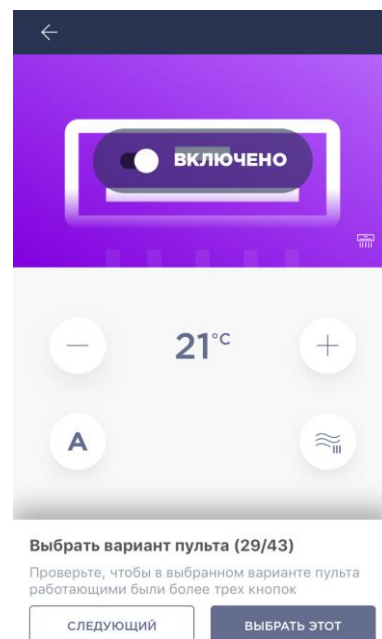 ВКЛЮЧЕНО
21°C
A
Выбрать вариант пульта (29/43)
Проверьте, чтобы в выбранном варианте пульта
работающими были более трех кнопок
СЛЕДУЮЩИЙ
ВЫБРАТЬ ЭТОТ